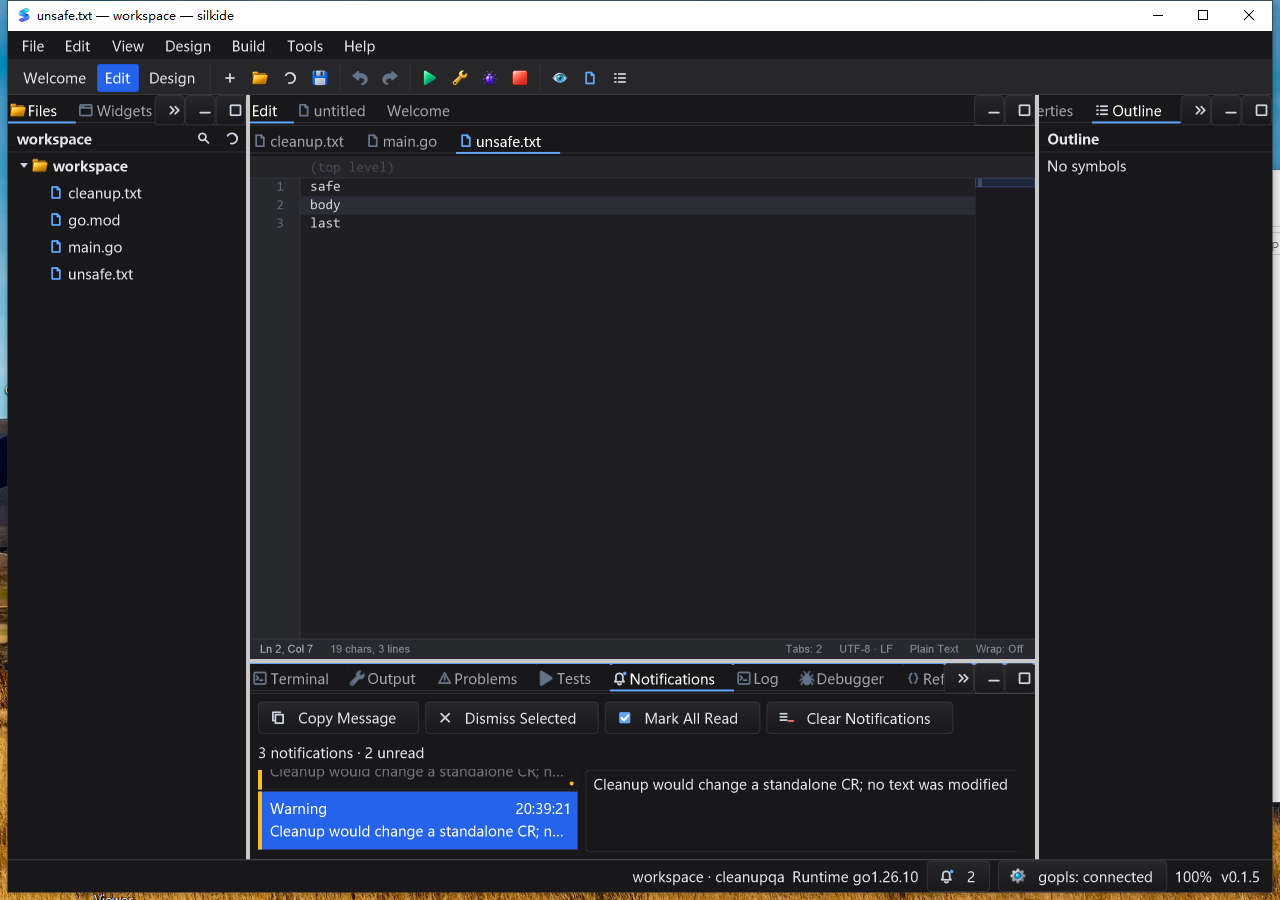 unsafe.txt — workspace — silkide
File Edit View Design Build Tools Help
Welcome Edit Design
Files Widgets
Edit untitled Welcome
erties Outline
workspace
cleanup.txt main.go unsafe.txt
Outline
workspace
No symbols
cleanup.txt
go.mod
main.go
unsafe.txt
(top level)
1 safe
2 body
3 last
Ln 2, Col 7 19 chars, 3 lines Tabs: 2 UTF-8 · LF Plain Text Wrap: Off
Terminal Output Problems Tests Notifications Log Debugger Ref
Copy Message Dismiss Selected Mark All Read Clear Notifications
3 notifications · 2 unread
Cleanup would change a standalone CR; n...
Warning 20:39:21
Cleanup would change a standalone CR; n...
Cleanup would change a standalone CR; no text was modified
workspace · cleanupqa Runtime go1.26.10 2 gopls: connected 100% v0.1.5
Viewer